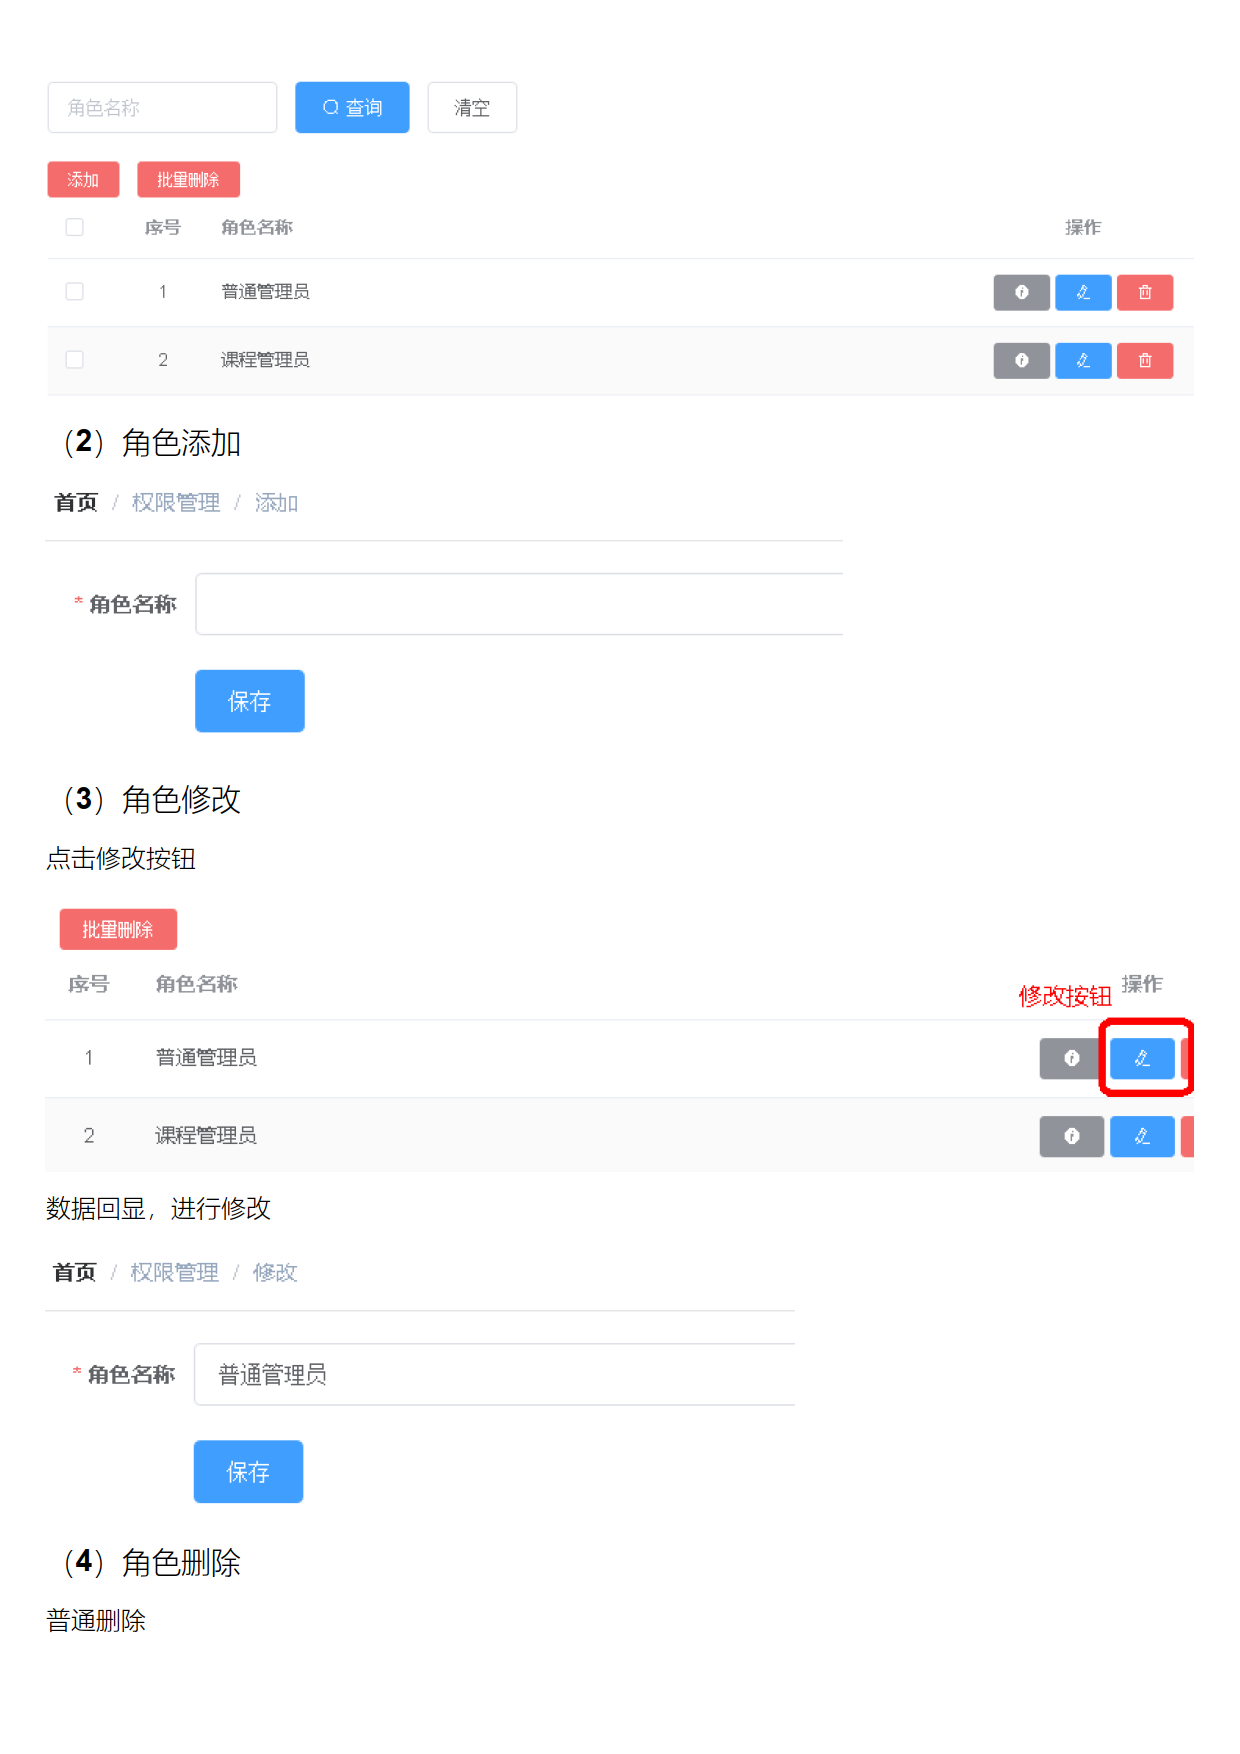 角色名称 查询 清空
添加 批量删除
序号 角色名称 操作
1 普通管理员
2 课程管理员
（2）角色添加
首页 / 权限管理 / 添加
* 角色名称
保存
（3）角色修改
点击修改按钮
批量删除
序号 角色名称 修改按钮 操作
1 普通管理员
2 课程管理员
数据回显，进行修改
首页 / 权限管理 / 修改
* 角色名称 普通管理员
保存
（4）角色删除
普通删除